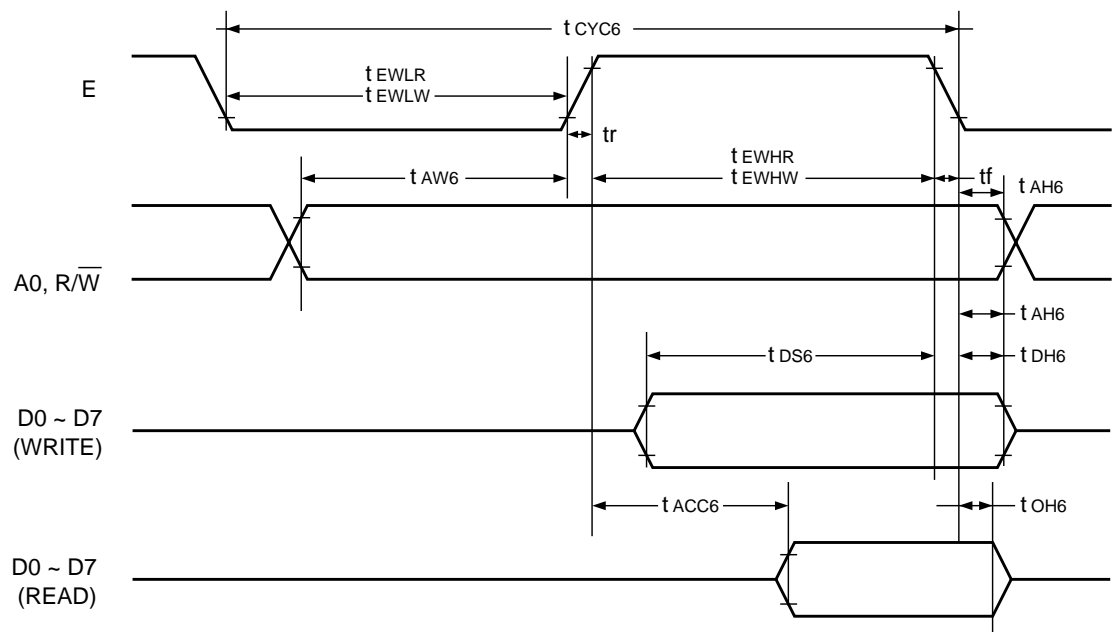 t CYC6
E
t EWLR
t EWLW
tr
t EWHR
t EWHW
tf
t AW6
t AH6
A0, R/W̅
t AH6
t DS6
t DH6
D0 ~ D7
(WRITE)
t ACC6
t OH6
D0 ~ D7
(READ)